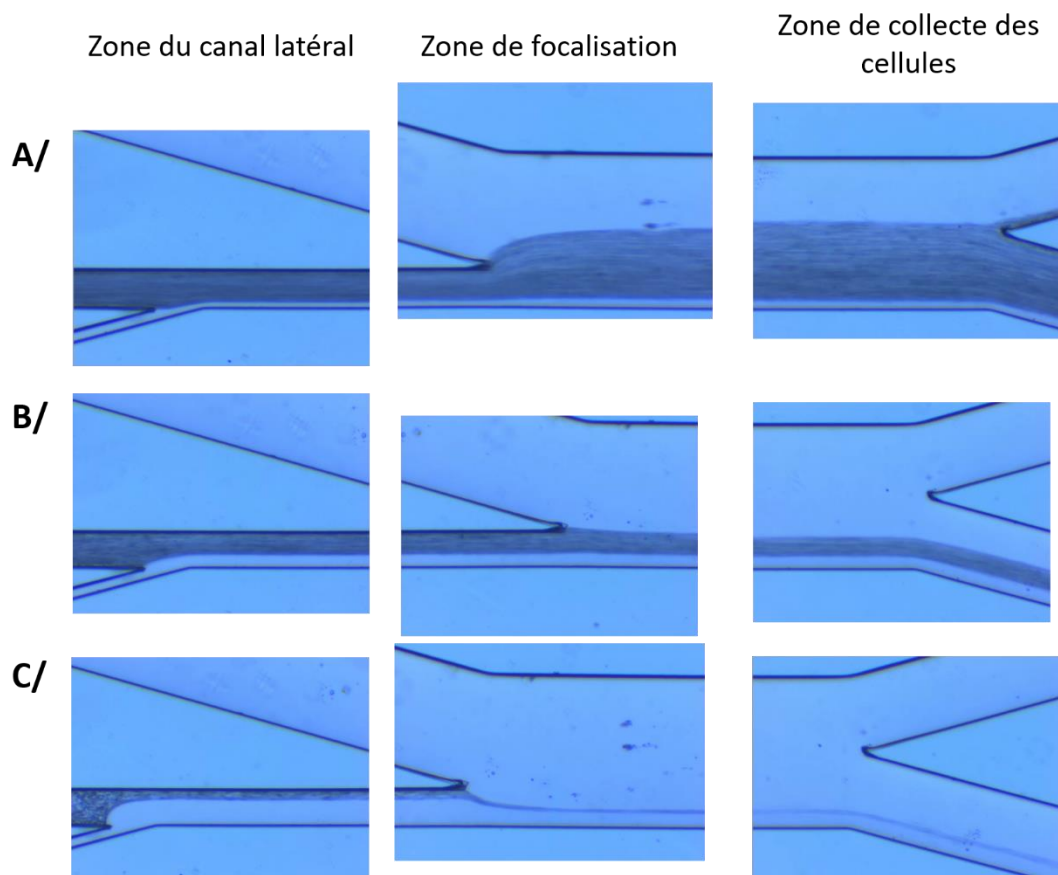 Zone du canal latéral
Zone de focalisation
Zone de collecte des
cellules
A/
B/
C/